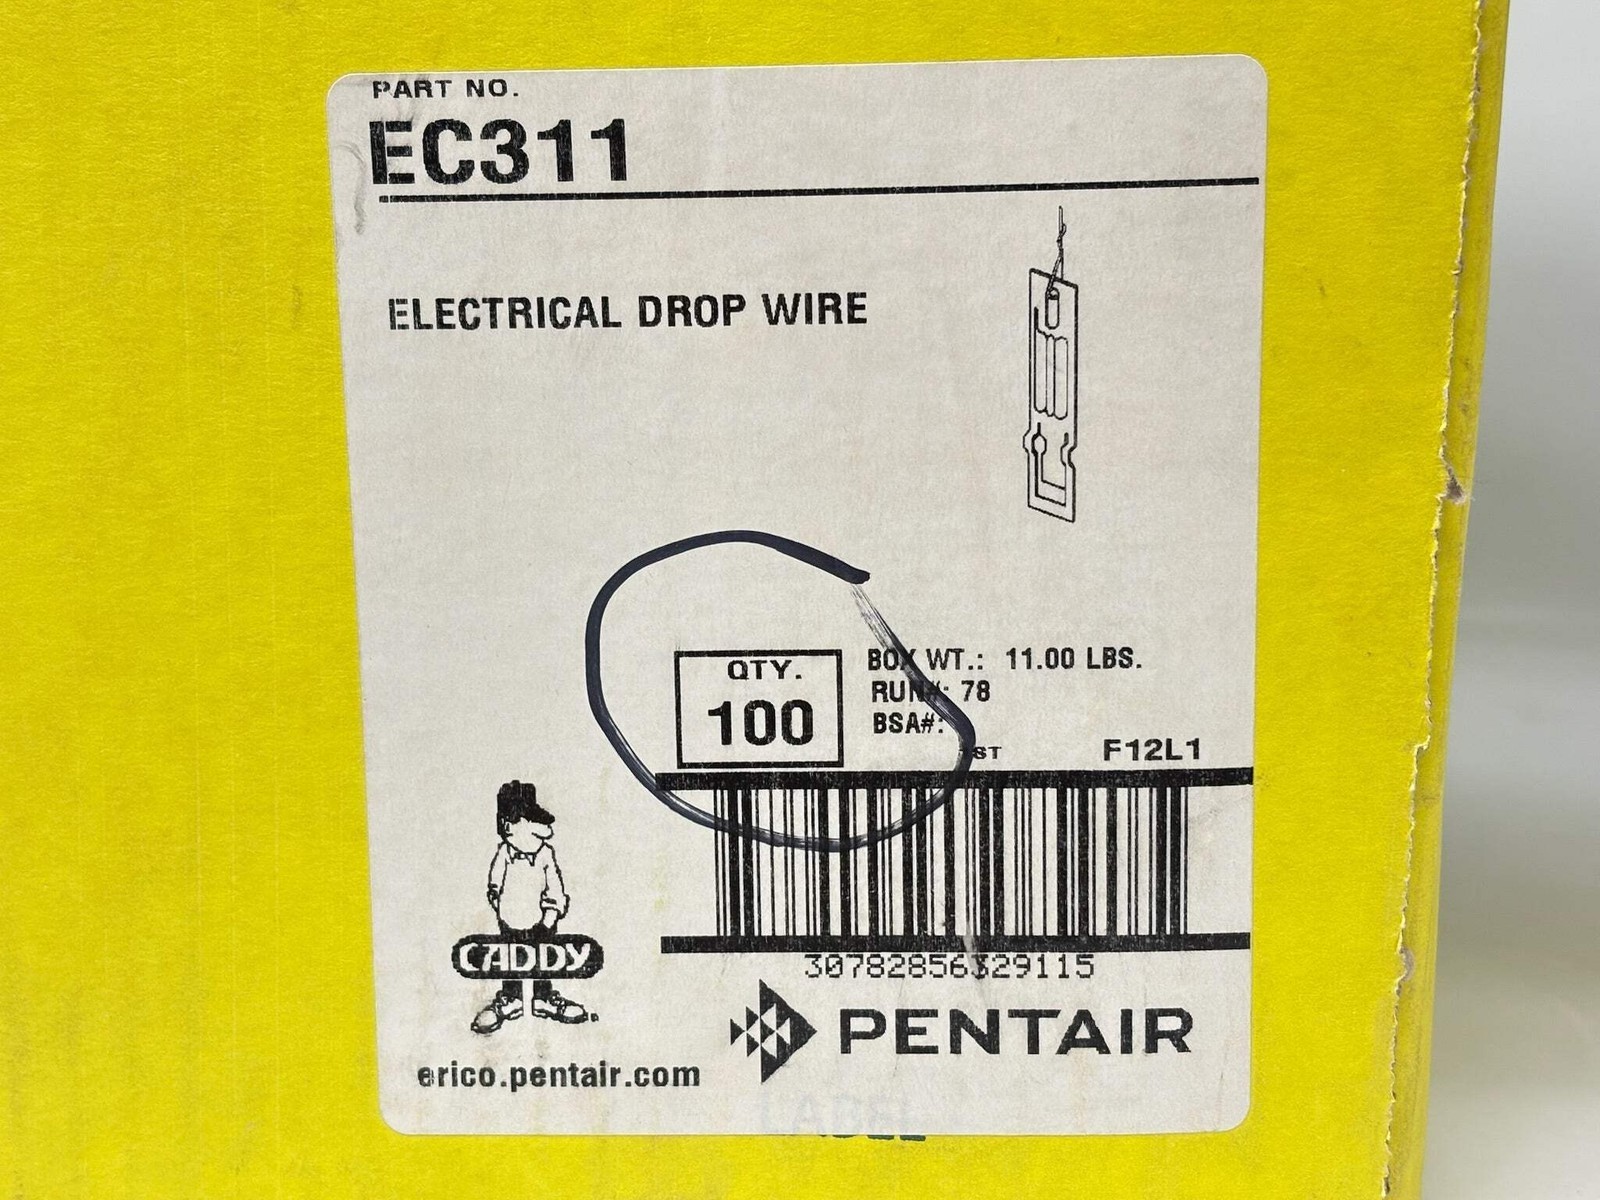 PART NO.
EC311
ELECTRICAL DROP WIRE
QTY.
100
BOX WT.: 11.00 LBS.
RUN#: 78
BSA#:
F12L1
30782856329115
CADDY
PENTAIR
erico.pentair.com
LABEL